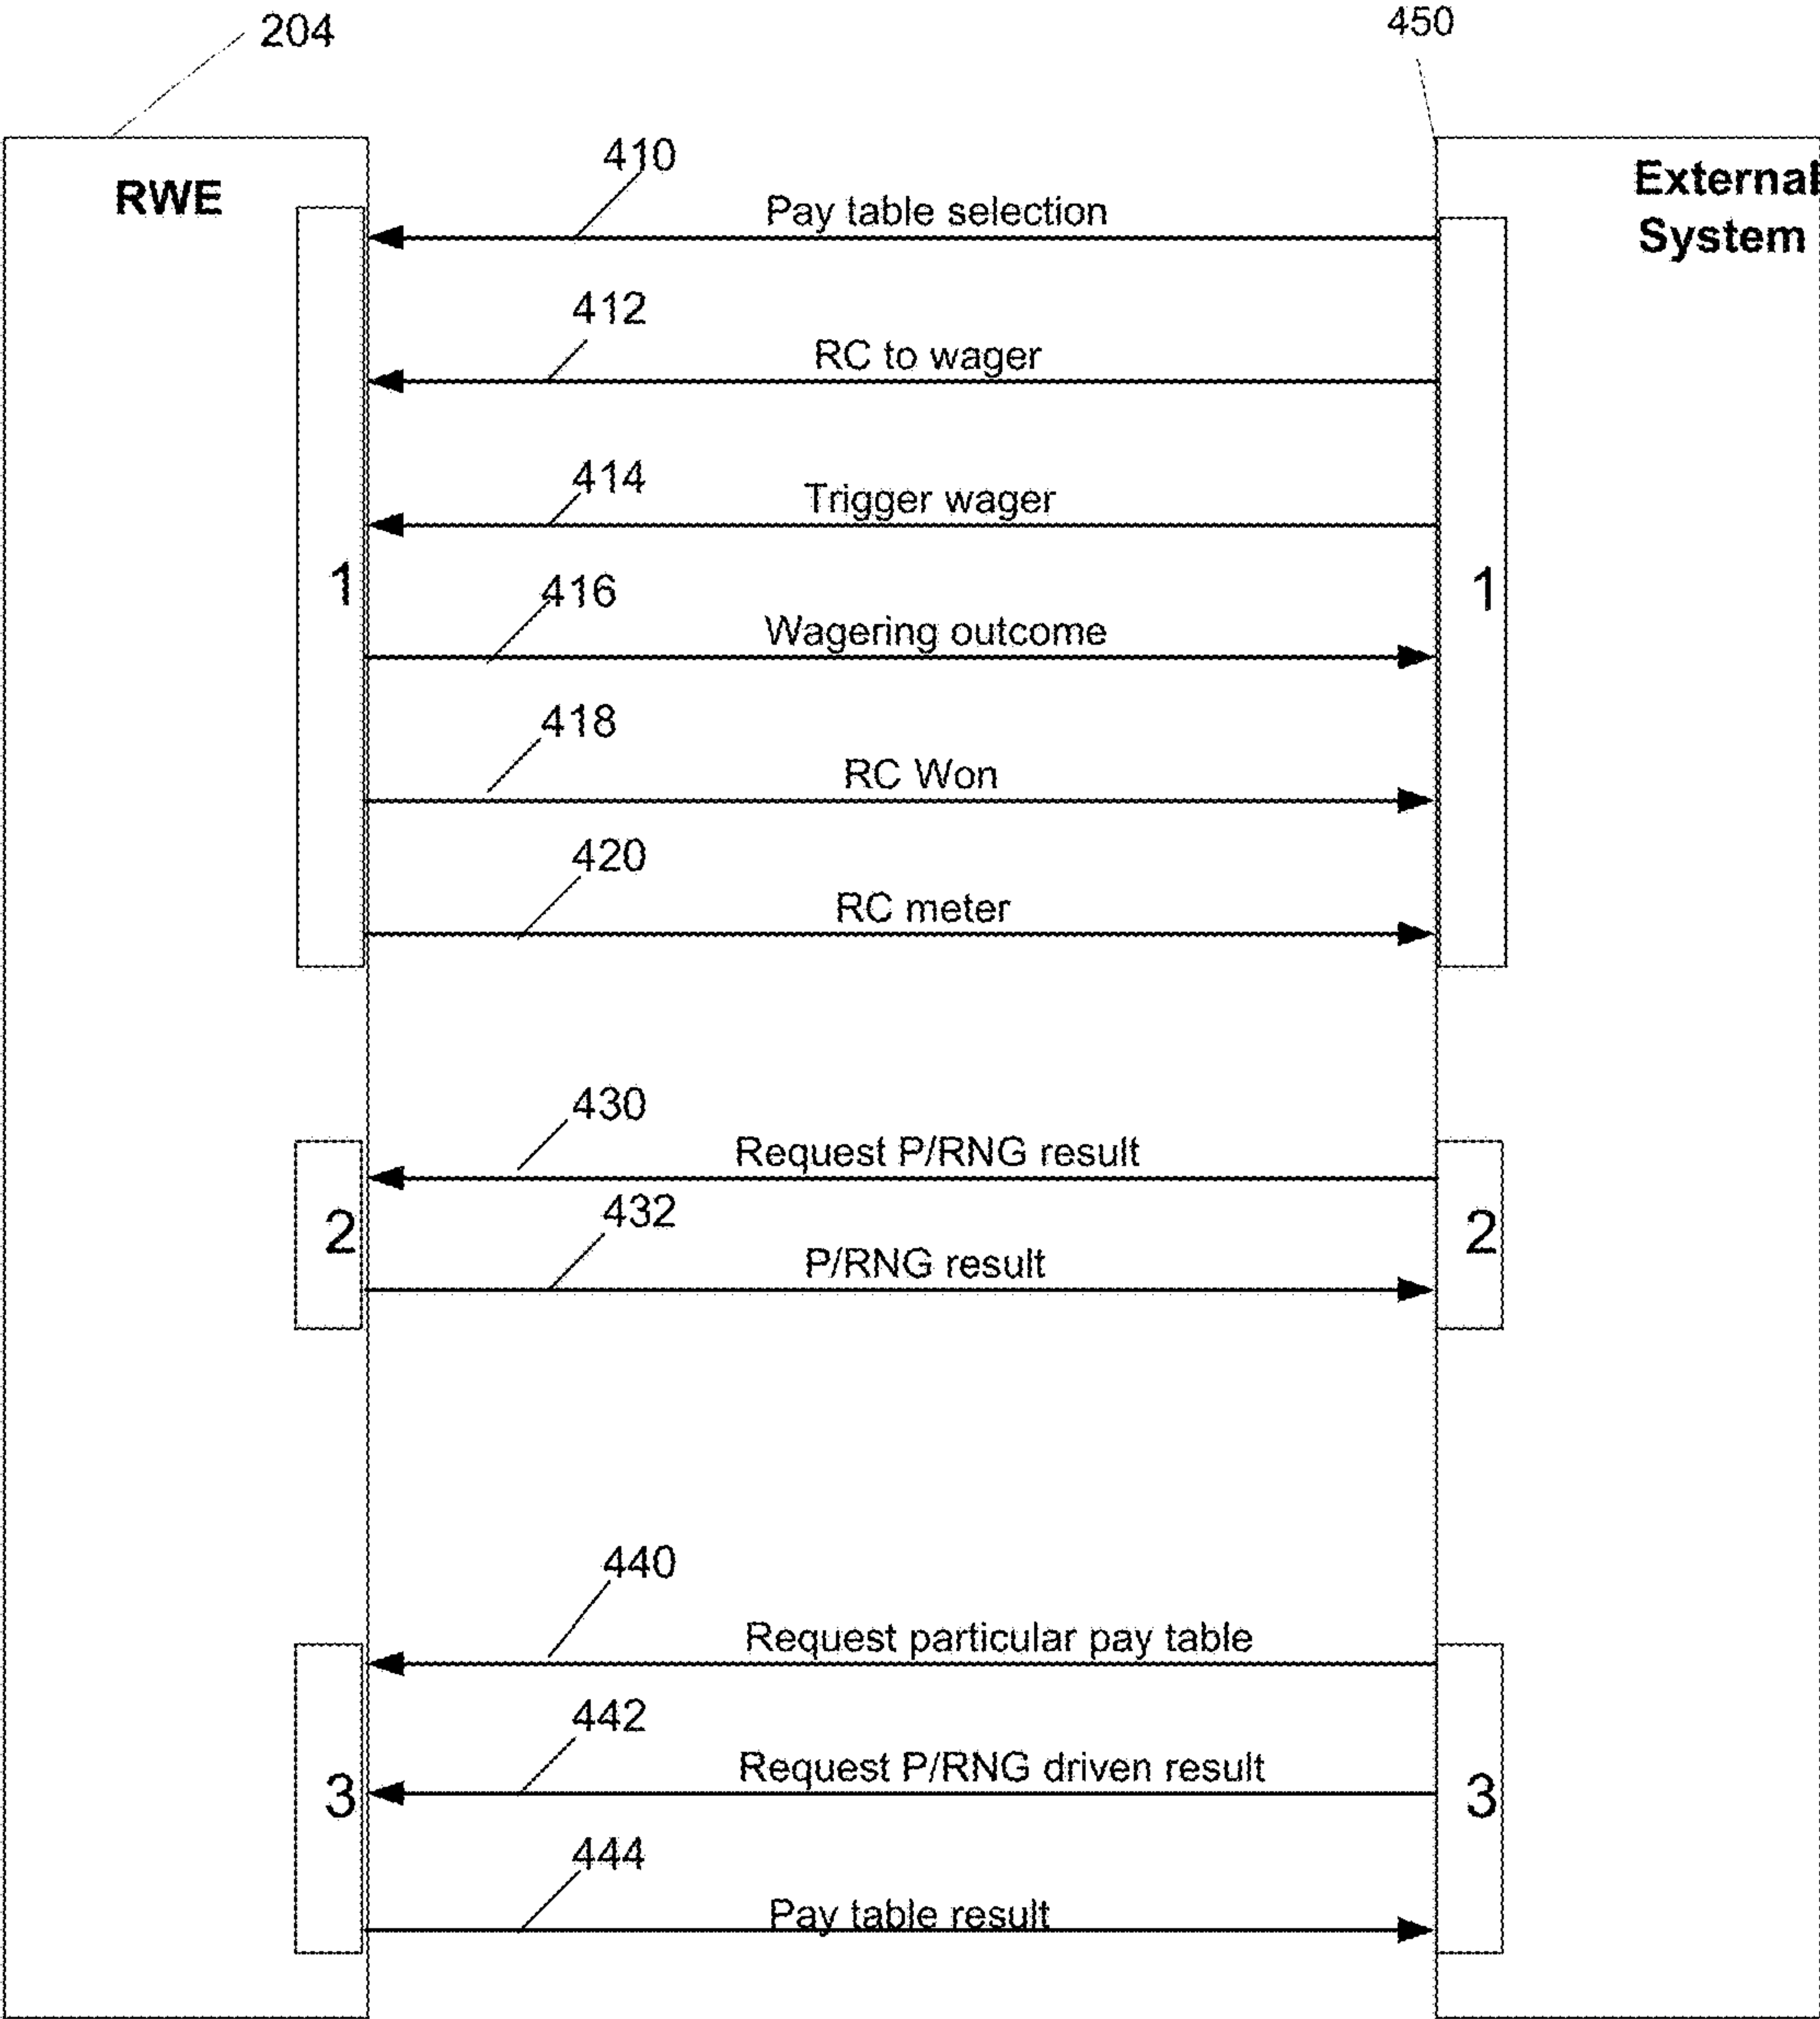 204
450
RWE
External
System
410
Pay table selection
412
RC to wager
414
Trigger wager
1
1
416
Wagering outcome
418
RC Won
420
RC meter
430
Request P/RNG result
2
2
432
P/RNG result
440
Request particular pay table
442
Request P/RNG driven result
3
3
444
Pay table result